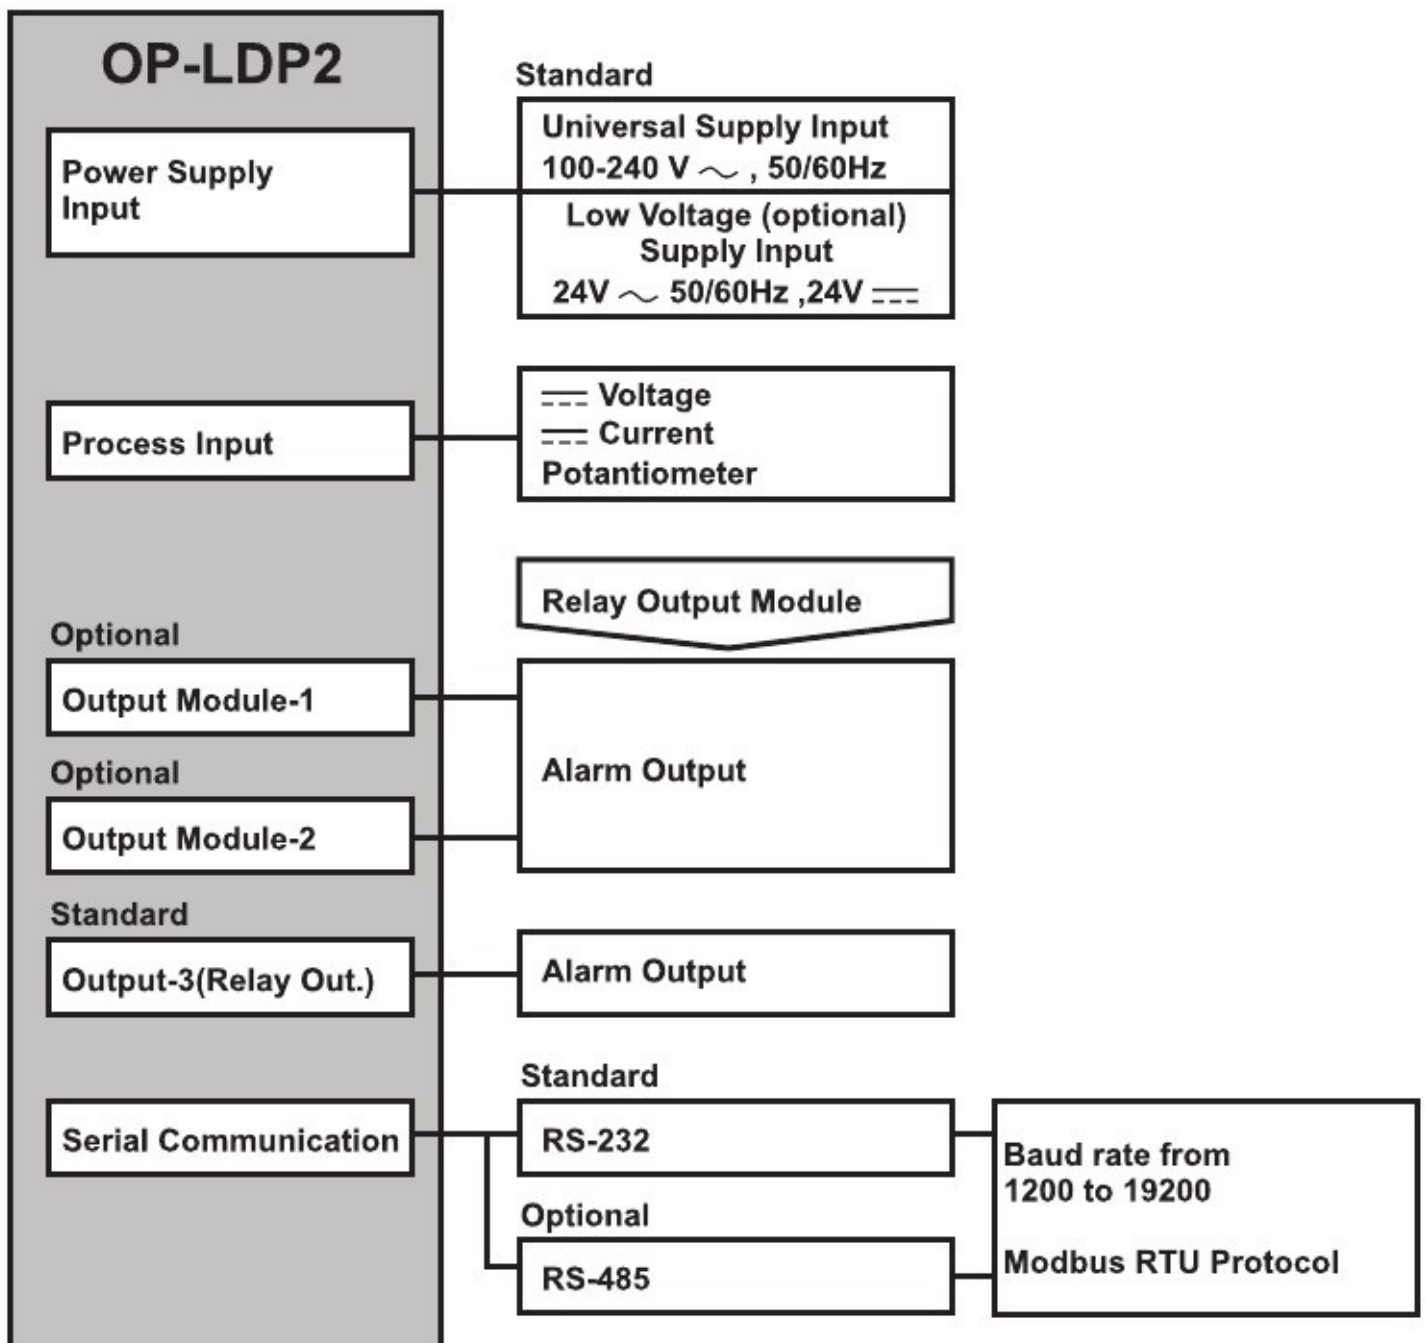 OP-LDP2
Power Supply
Input
Standard
Universal Supply Input
100-240 V ～ , 50/60Hz
Low Voltage (optional)
Supply Input
24V ～ 50/60Hz ,24V ⎓
Process Input
⎓ Voltage
⎓ Current
Potantiometer
Relay Output Module
Optional
Output Module-1
Optional
Output Module-2
Alarm Output
Standard
Output-3(Relay Out.)
Alarm Output
Serial Communication
Standard
RS-232
Optional
RS-485
Baud rate from
1200 to 19200
Modbus RTU Protocol